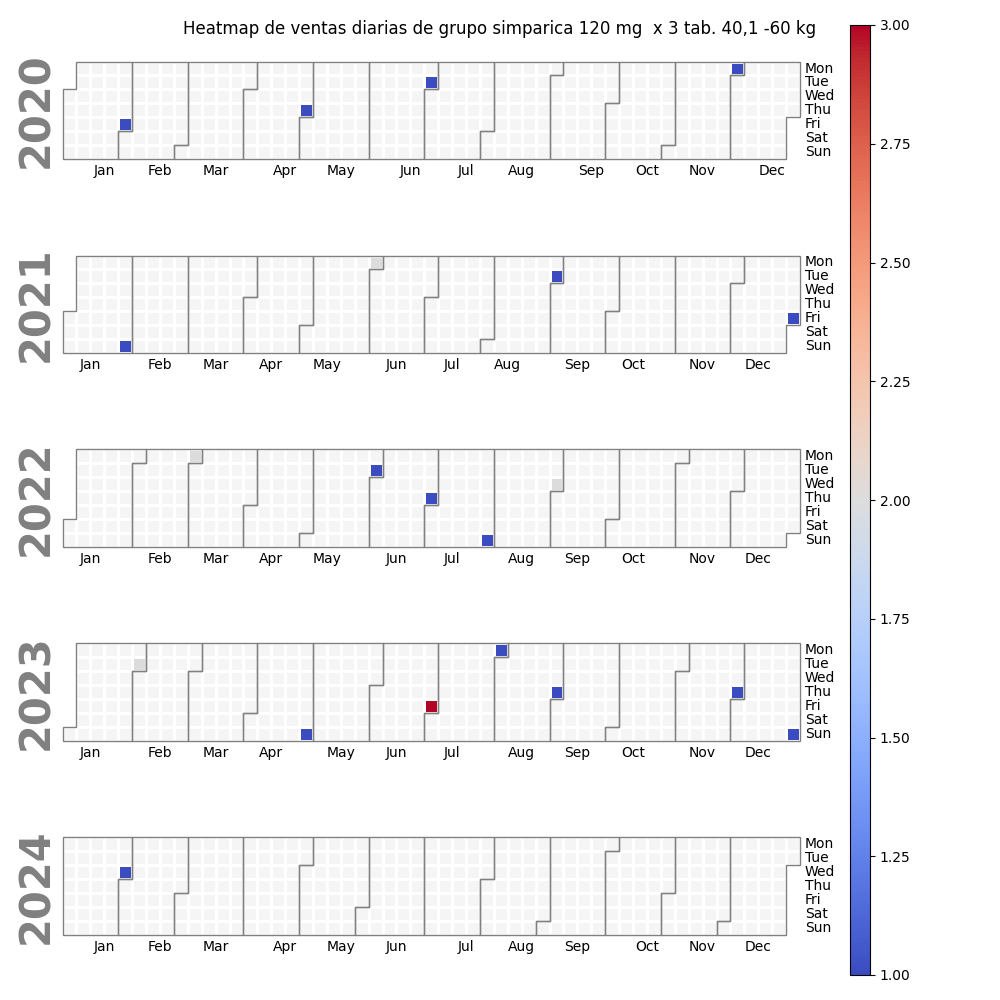 Heatmap de ventas diarias de grupo simparica 120 mg  x 3 tab. 40,1 -60 kg
2020
Mon
Tue
Wed
Thu
Fri
Sat
Sun
Jan Feb Mar Apr May Jun Jul Aug Sep Oct Nov Dec
2021
Mon
Tue
Wed
Thu
Fri
Sat
Sun
Jan Feb Mar Apr May Jun Jul Aug Sep Oct Nov Dec
2022
Mon
Tue
Wed
Thu
Fri
Sat
Sun
Jan Feb Mar Apr May Jun Jul Aug Sep Oct Nov Dec
2023
Mon
Tue
Wed
Thu
Fri
Sat
Sun
Jan Feb Mar Apr May Jun Jul Aug Sep Oct Nov Dec
2024
Mon
Tue
Wed
Thu
Fri
Sat
Sun
Jan Feb Mar Apr May Jun Jul Aug Sep Oct Nov Dec
3.00
2.75
2.50
2.25
2.00
1.75
1.50
1.25
1.00